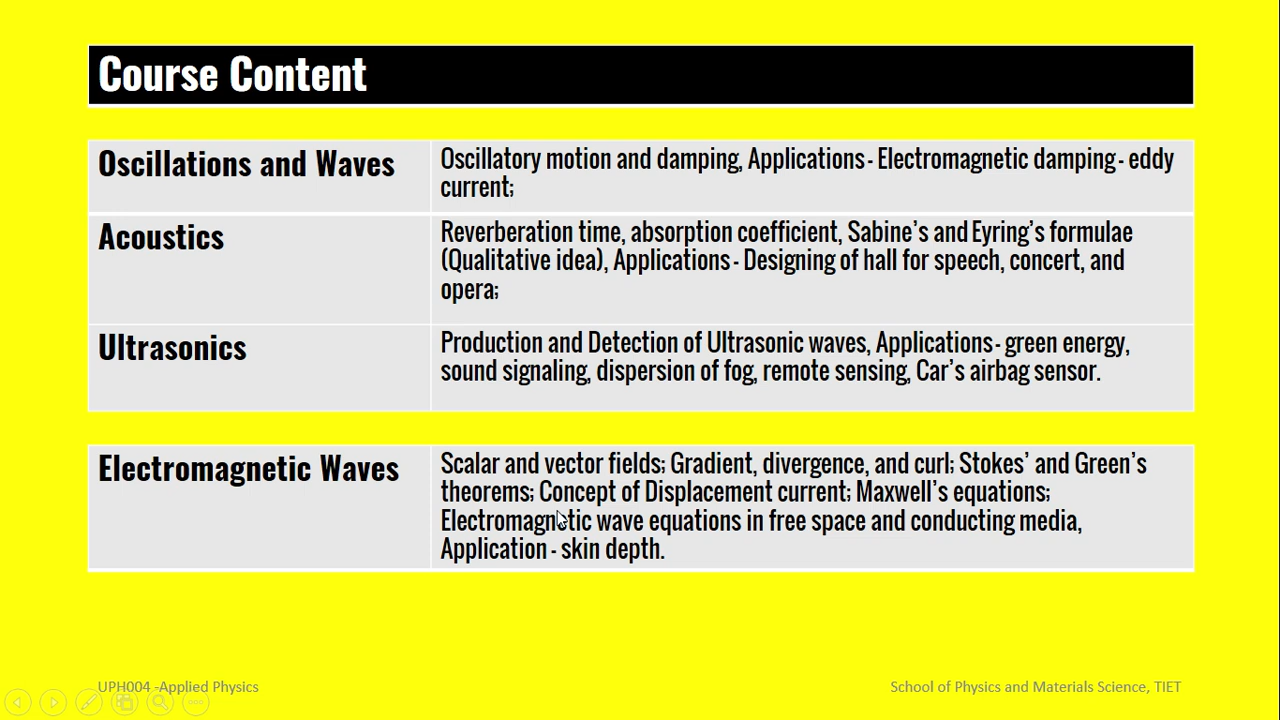 Course Content
Oscillations and Waves
Oscillatory motion and damping, Applications - Electromagnetic damping - eddy
current;
Acoustics
Reverberation time, absorption coefficient, Sabine's and Eyring's formulae
(Qualitative idea), Applications - Designing of hall for speech, concert, and
opera;
Ultrasonics
Production and Detection of Ultrasonic waves, Applications - green energy,
sound signaling, dispersion of fog, remote sensing, Car's airbag sensor.
Electromagnetic Waves
Scalar and vector fields; Gradient, divergence, and curl; Stokes' and Green's
theorems; Concept of Displacement current; Maxwell's equations;
Electromagnetic wave equations in free space and conducting media,
Application - skin depth.
UPH004 -Applied Physics
School of Physics and Materials Science, TIET